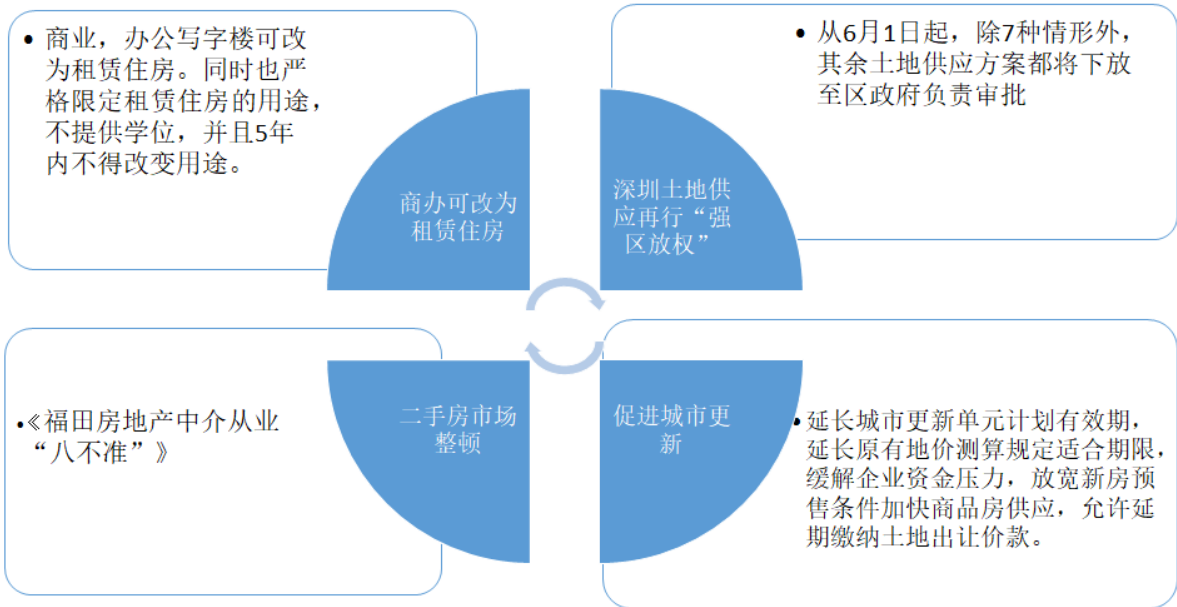 • 商业，办公写字楼可改
为租赁住房。同时也严
格限定租赁住房的用途，
不提供学位，并且5年
内不得改变用途。
商办可改为
租赁住房
• 从6月1日起，除7种情形外，
其余土地供应方案都将下放
至区政府负责审批
深圳土地供
应再行“强
区放权”
•《福田房地产中介从业
“八不准”》
二手房市场
整顿
促进城市更
新
• 延长城市更新单元计划有效期，
延长原有地价测算规定适合期限，
缓解企业资金压力，放宽新房预
售条件加快商品房供应，允许延
期缴纳土地出让价款。